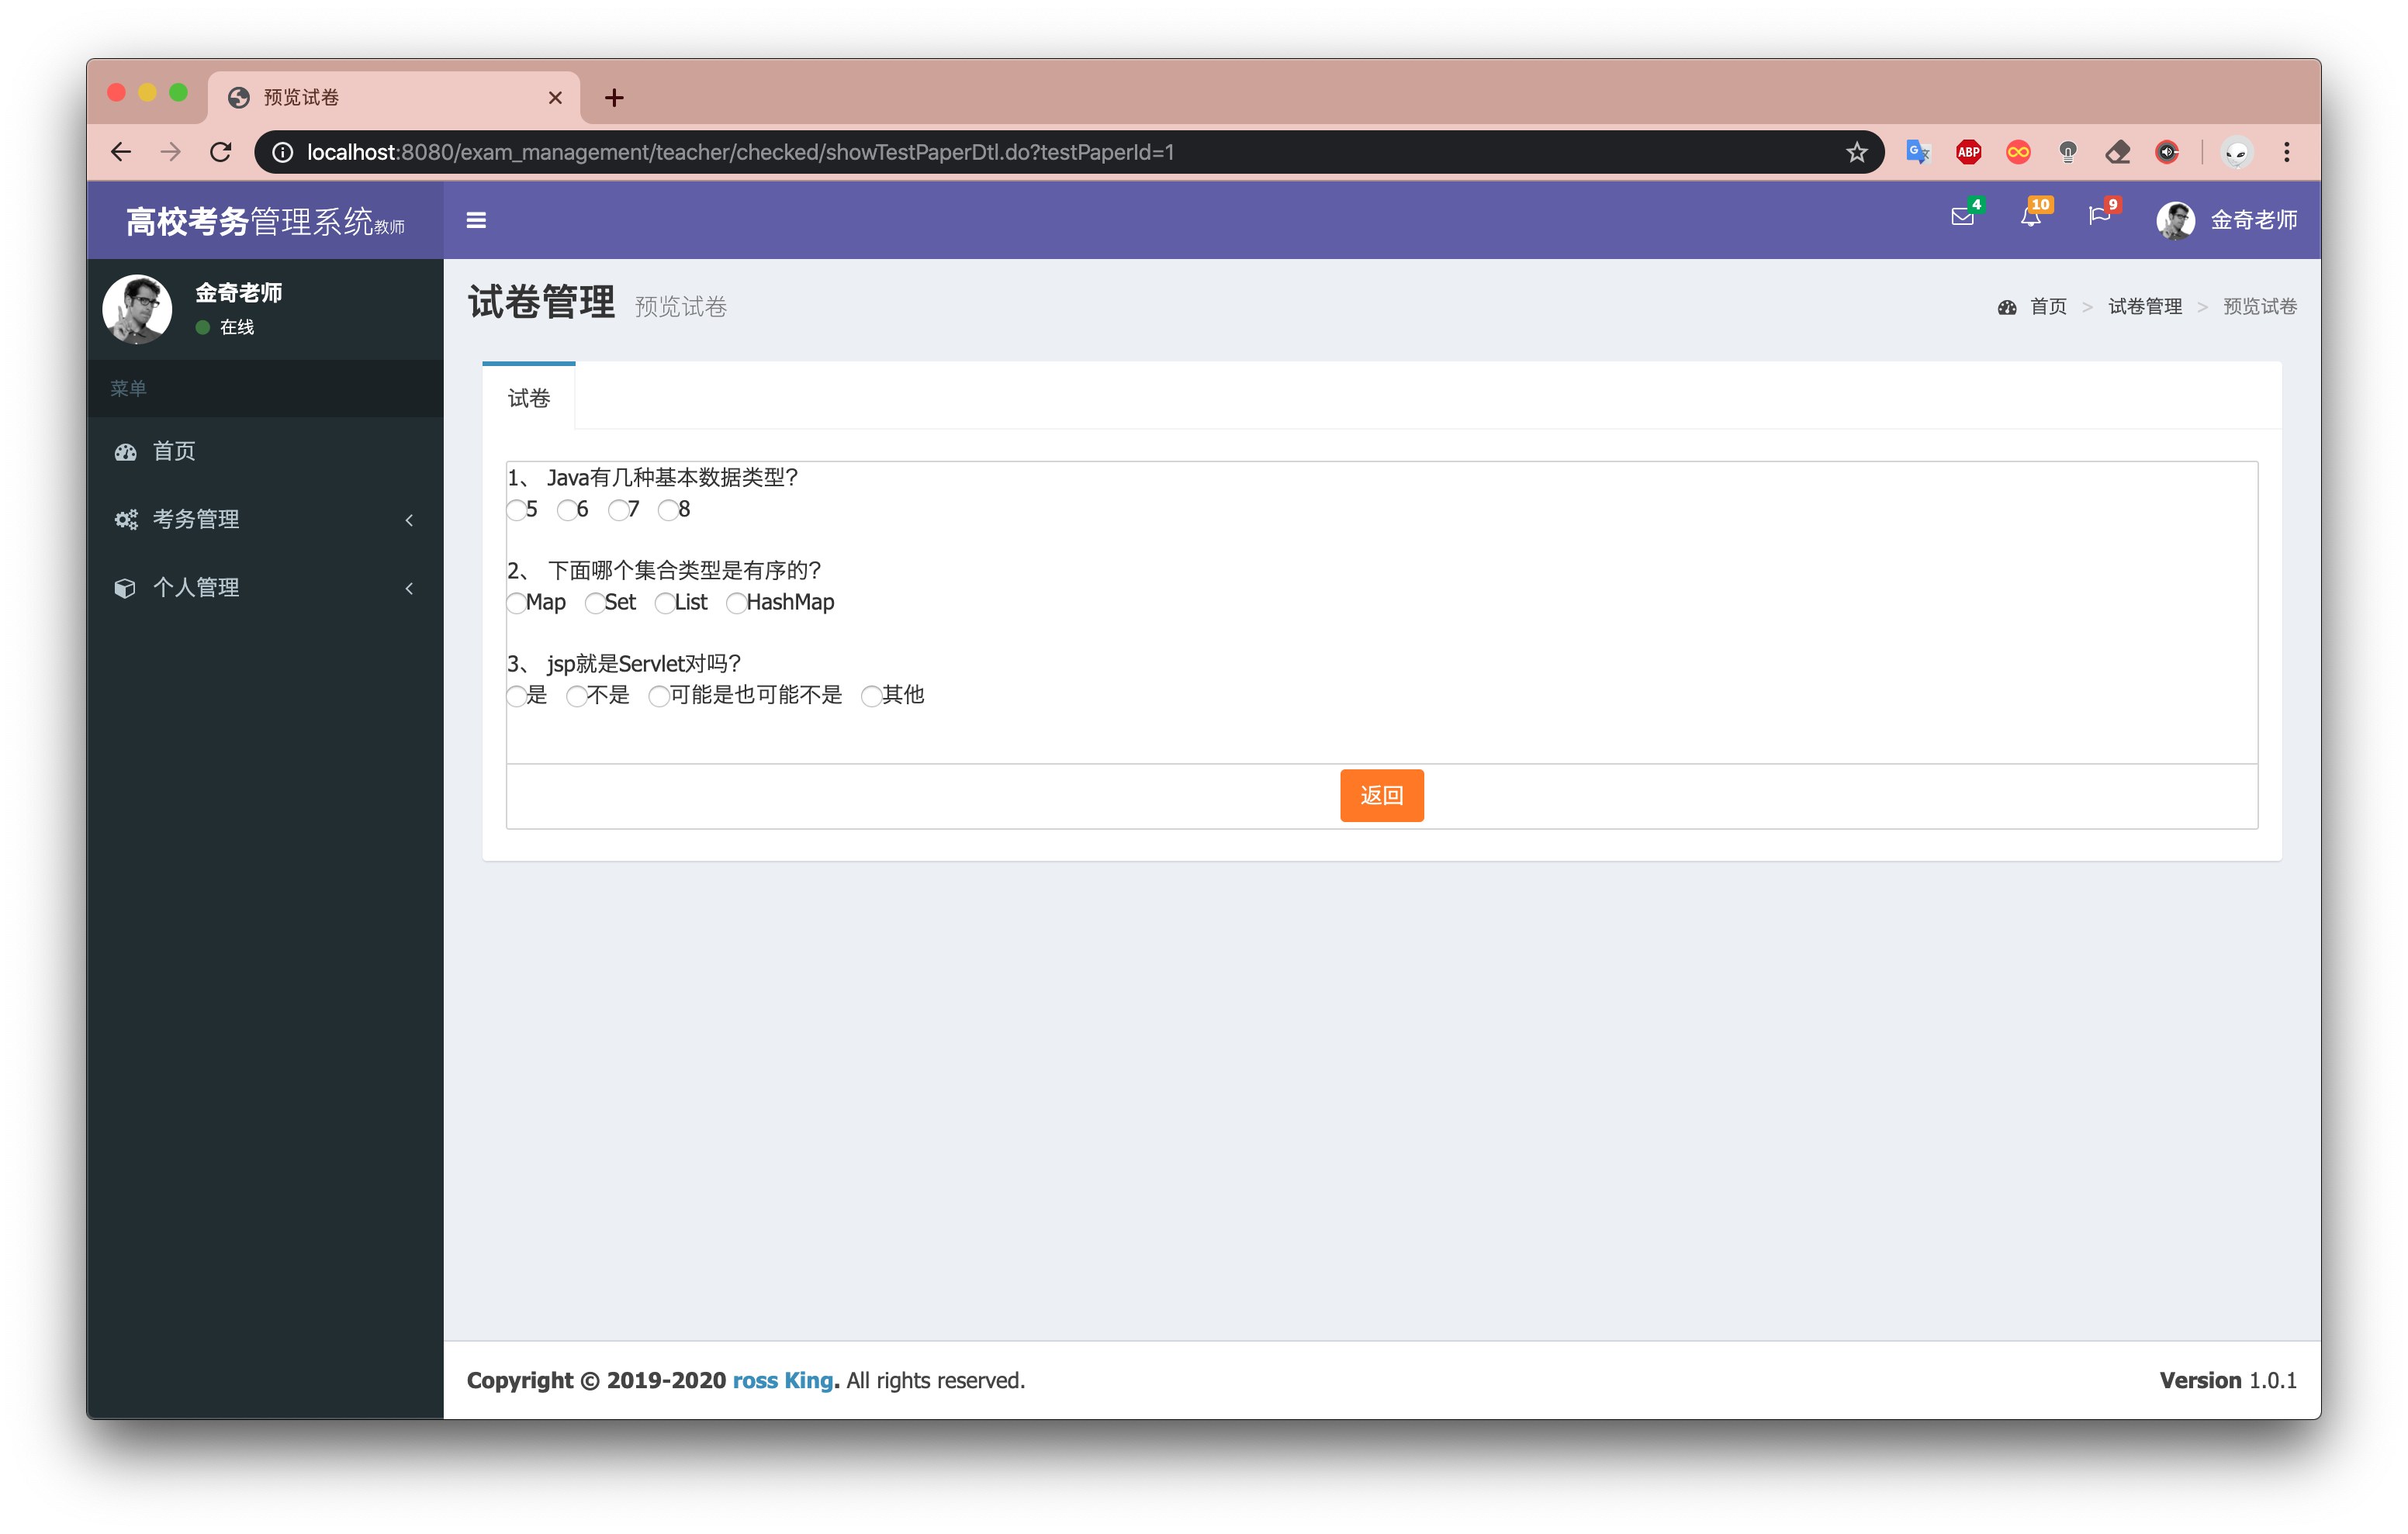 预览试卷
localhost:8080/exam_management/teacher/checked/showTestPaperDtl.do?testPaperId=1
ABP
高校考务管理系统教师
4
10
9
金奇老师
金奇老师
在线
菜单
首页
考务管理
个人管理
试卷管理 预览试卷
首页 > 试卷管理 > 预览试卷
试卷
1、 Java有几种基本数据类型?
5 6 7 8
2、 下面哪个集合类型是有序的?
Map Set List HashMap
3、 jsp就是Servlet对吗?
是 不是 可能是也可能不是 其他
返回
Copyright © 2019-2020 ross King. All rights reserved.
Version 1.0.1